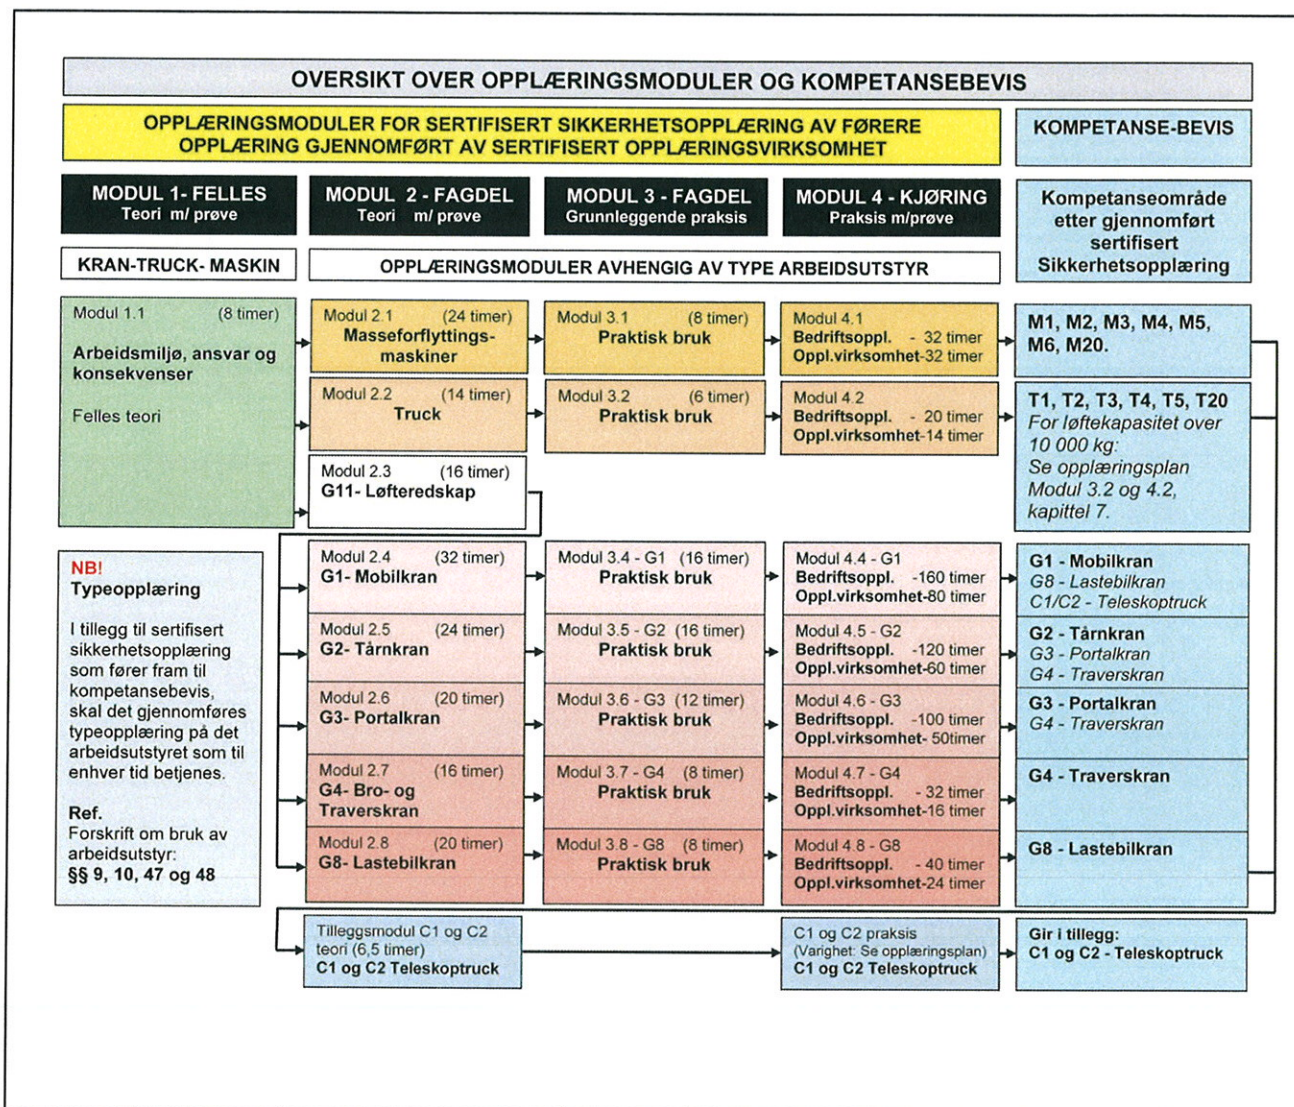 OVERSIKT OVER OPPLÆRINGSMODULER OG KOMPETANSEBEVIS
OPPLÆRINGSMODULER FOR SERTIFISERT SIKKERHETSOPPLÆRING AV FØRERE
OPPLÆRING GJENNOMFØRT AV SERTIFISERT OPPLÆRINGSVIRKSOMHET
KOMPETANSE-BEVIS
MODUL 1- FELLES
Teori m/ prøve
MODUL 2 - FAGDEL
Teori m/ prøve
MODUL 3 - FAGDEL
Grunnleggende praksis
MODUL 4 - KJØRING
Praksis m/prøve
Kompetanseområde
etter gjennomført
sertifisert
Sikkerhetsopplæring
KRAN-TRUCK- MASKIN
OPPLÆRINGSMODULER AVHENGIG AV TYPE ARBEIDSUTSTYR
Modul 1.1 (8 timer)
Arbeidsmiljø, ansvar og
konsekvenser
Felles teori
Modul 2.1 (24 timer)
Masseforflyttings-
maskiner
Modul 3.1 (8 timer)
Praktisk bruk
Modul 4.1
Bedriftsoppl. - 32 timer
Oppl.virksomhet-32 timer
M1, M2, M3, M4, M5,
M6, M20.
Modul 2.2 (14 timer)
Truck
Modul 3.2 (6 timer)
Praktisk bruk
Modul 4.2
Bedriftsoppl. - 20 timer
Oppl.virksomhet-14 timer
T1, T2, T3, T4, T5, T20
For løftekapasitet over
10 000 kg:
Se opplæringsplan
Modul 3.2 og 4.2,
kapittel 7.
Modul 2.3 (16 timer)
G11- Løfteredskap
NB!
Typeopplæring
I tillegg til sertifisert
sikkerhetsopplæring
som fører fram til
kompetansebevis,
skal det gjennomføres
typeopplæring på det
arbeidsutstyret som til
enhver tid betjenes.
Ref.
Forskrift om bruk av
arbeidsutstyr:
§§ 9, 10, 47 og 48
Modul 2.4 (32 timer)
G1- Mobilkran
Modul 3.4 - G1 (16 timer)
Praktisk bruk
Modul 4.4 - G1
Bedriftsoppl. -160 timer
Oppl.virksomhet-80 timer
G1 - Mobilkran
G8 - Lastebilkran
C1/C2 - Teleskoptruck
Modul 2.5 (24 timer)
G2- Tårnkran
Modul 3.5 - G2 (16 timer)
Praktisk bruk
Modul 4.5 - G2
Bedriftsoppl. -120 timer
Oppl.virksomhet-60 timer
G2 - Tårnkran
G3 - Portalkran
G4 - Traverskran
Modul 2.6 (20 timer)
G3- Portalkran
Modul 3.6 - G3 (12 timer)
Praktisk bruk
Modul 4.6 - G3
Bedriftsoppl. -100 timer
Oppl.virksomhet- 50timer
G3 - Portalkran
G4 - Traverskran
Modul 2.7 (16 timer)
G4- Bro- og
Traverskran
Modul 3.7 - G4 (8 timer)
Praktisk bruk
Modul 4.7 - G4
Bedriftsoppl. - 32 timer
Oppl.virksomhet-16 timer
G4 - Traverskran
Modul 2.8 (20 timer)
G8- Lastebilkran
Modul 3.8 - G8 (8 timer)
Praktisk bruk
Modul 4.8 - G8
Bedriftsoppl. - 40 timer
Oppl.virksomhet-24 timer
G8 - Lastebilkran
Tilleggsmodul C1 og C2
teori (6,5 timer)
C1 og C2 Teleskoptruck
C1 og C2 praksis
(Varighet: Se opplæringsplan)
C1 og C2 Teleskoptruck
Gir i tillegg:
C1 og C2 - Teleskoptruck